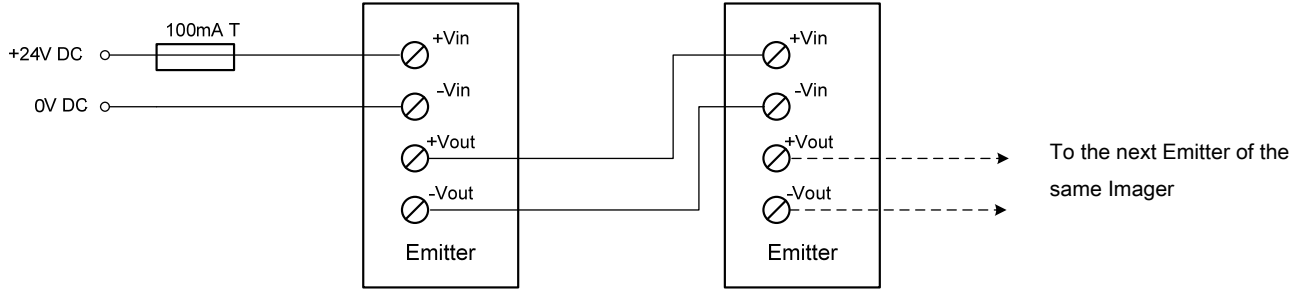 100mA T
+24V DC
0V DC
+Vin
-Vin
+Vout
-Vout
Emitter
+Vin
-Vin
+Vout
-Vout
Emitter
To the next Emitter of the
same Imager